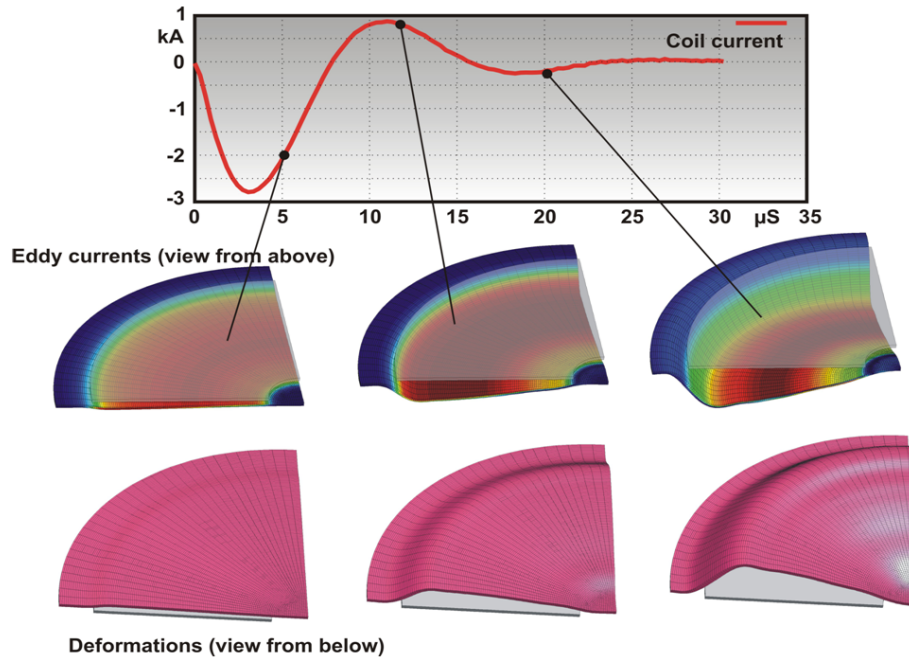 1
kA
Coil current
0
-1
-2
-3
0 5 10 15 20 25 30 µS 35
Eddy currents (view from above)
Deformations (view from below)